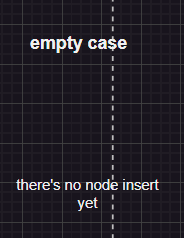 empty case
there's no node insert
yet